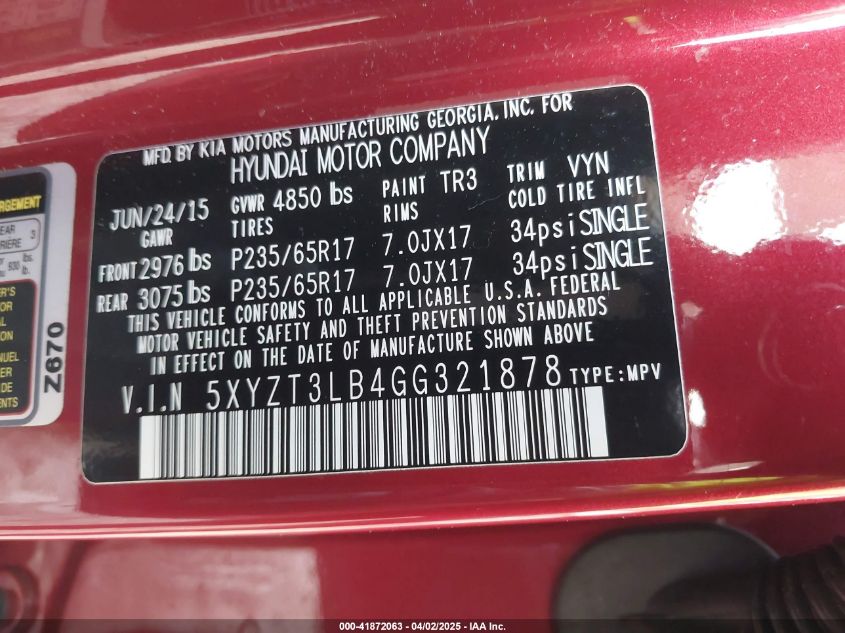 MFD. BY KIA MOTORS MANUFACTURING GEORGIA, INC. FOR
HYUNDAI MOTOR COMPANY
JUN/24/15 GVWR 4850 lbs PAINT TR3 TRIM VYN
GAWR TIRES RIMS COLD TIRE INFL
FRONT 2976 lbs P235/65R17 7.0JX17 34psi SINGLE
REAR 3075 lbs P235/65R17 7.0JX17 34psi SINGLE
THIS VEHICLE CONFORMS TO ALL APPLICABLE U.S.A. FEDERAL
MOTOR VEHICLE SAFETY AND THEFT PREVENTION STANDARDS
IN EFFECT ON THE DATE OF MANUFACTURE SHOWN ABOVE
V.I.N 5XYZT3LB4GG321878 TYPE:MPV
3
lbs.
Z670
000-41872063 - 04/02/2025 - IAA Inc.